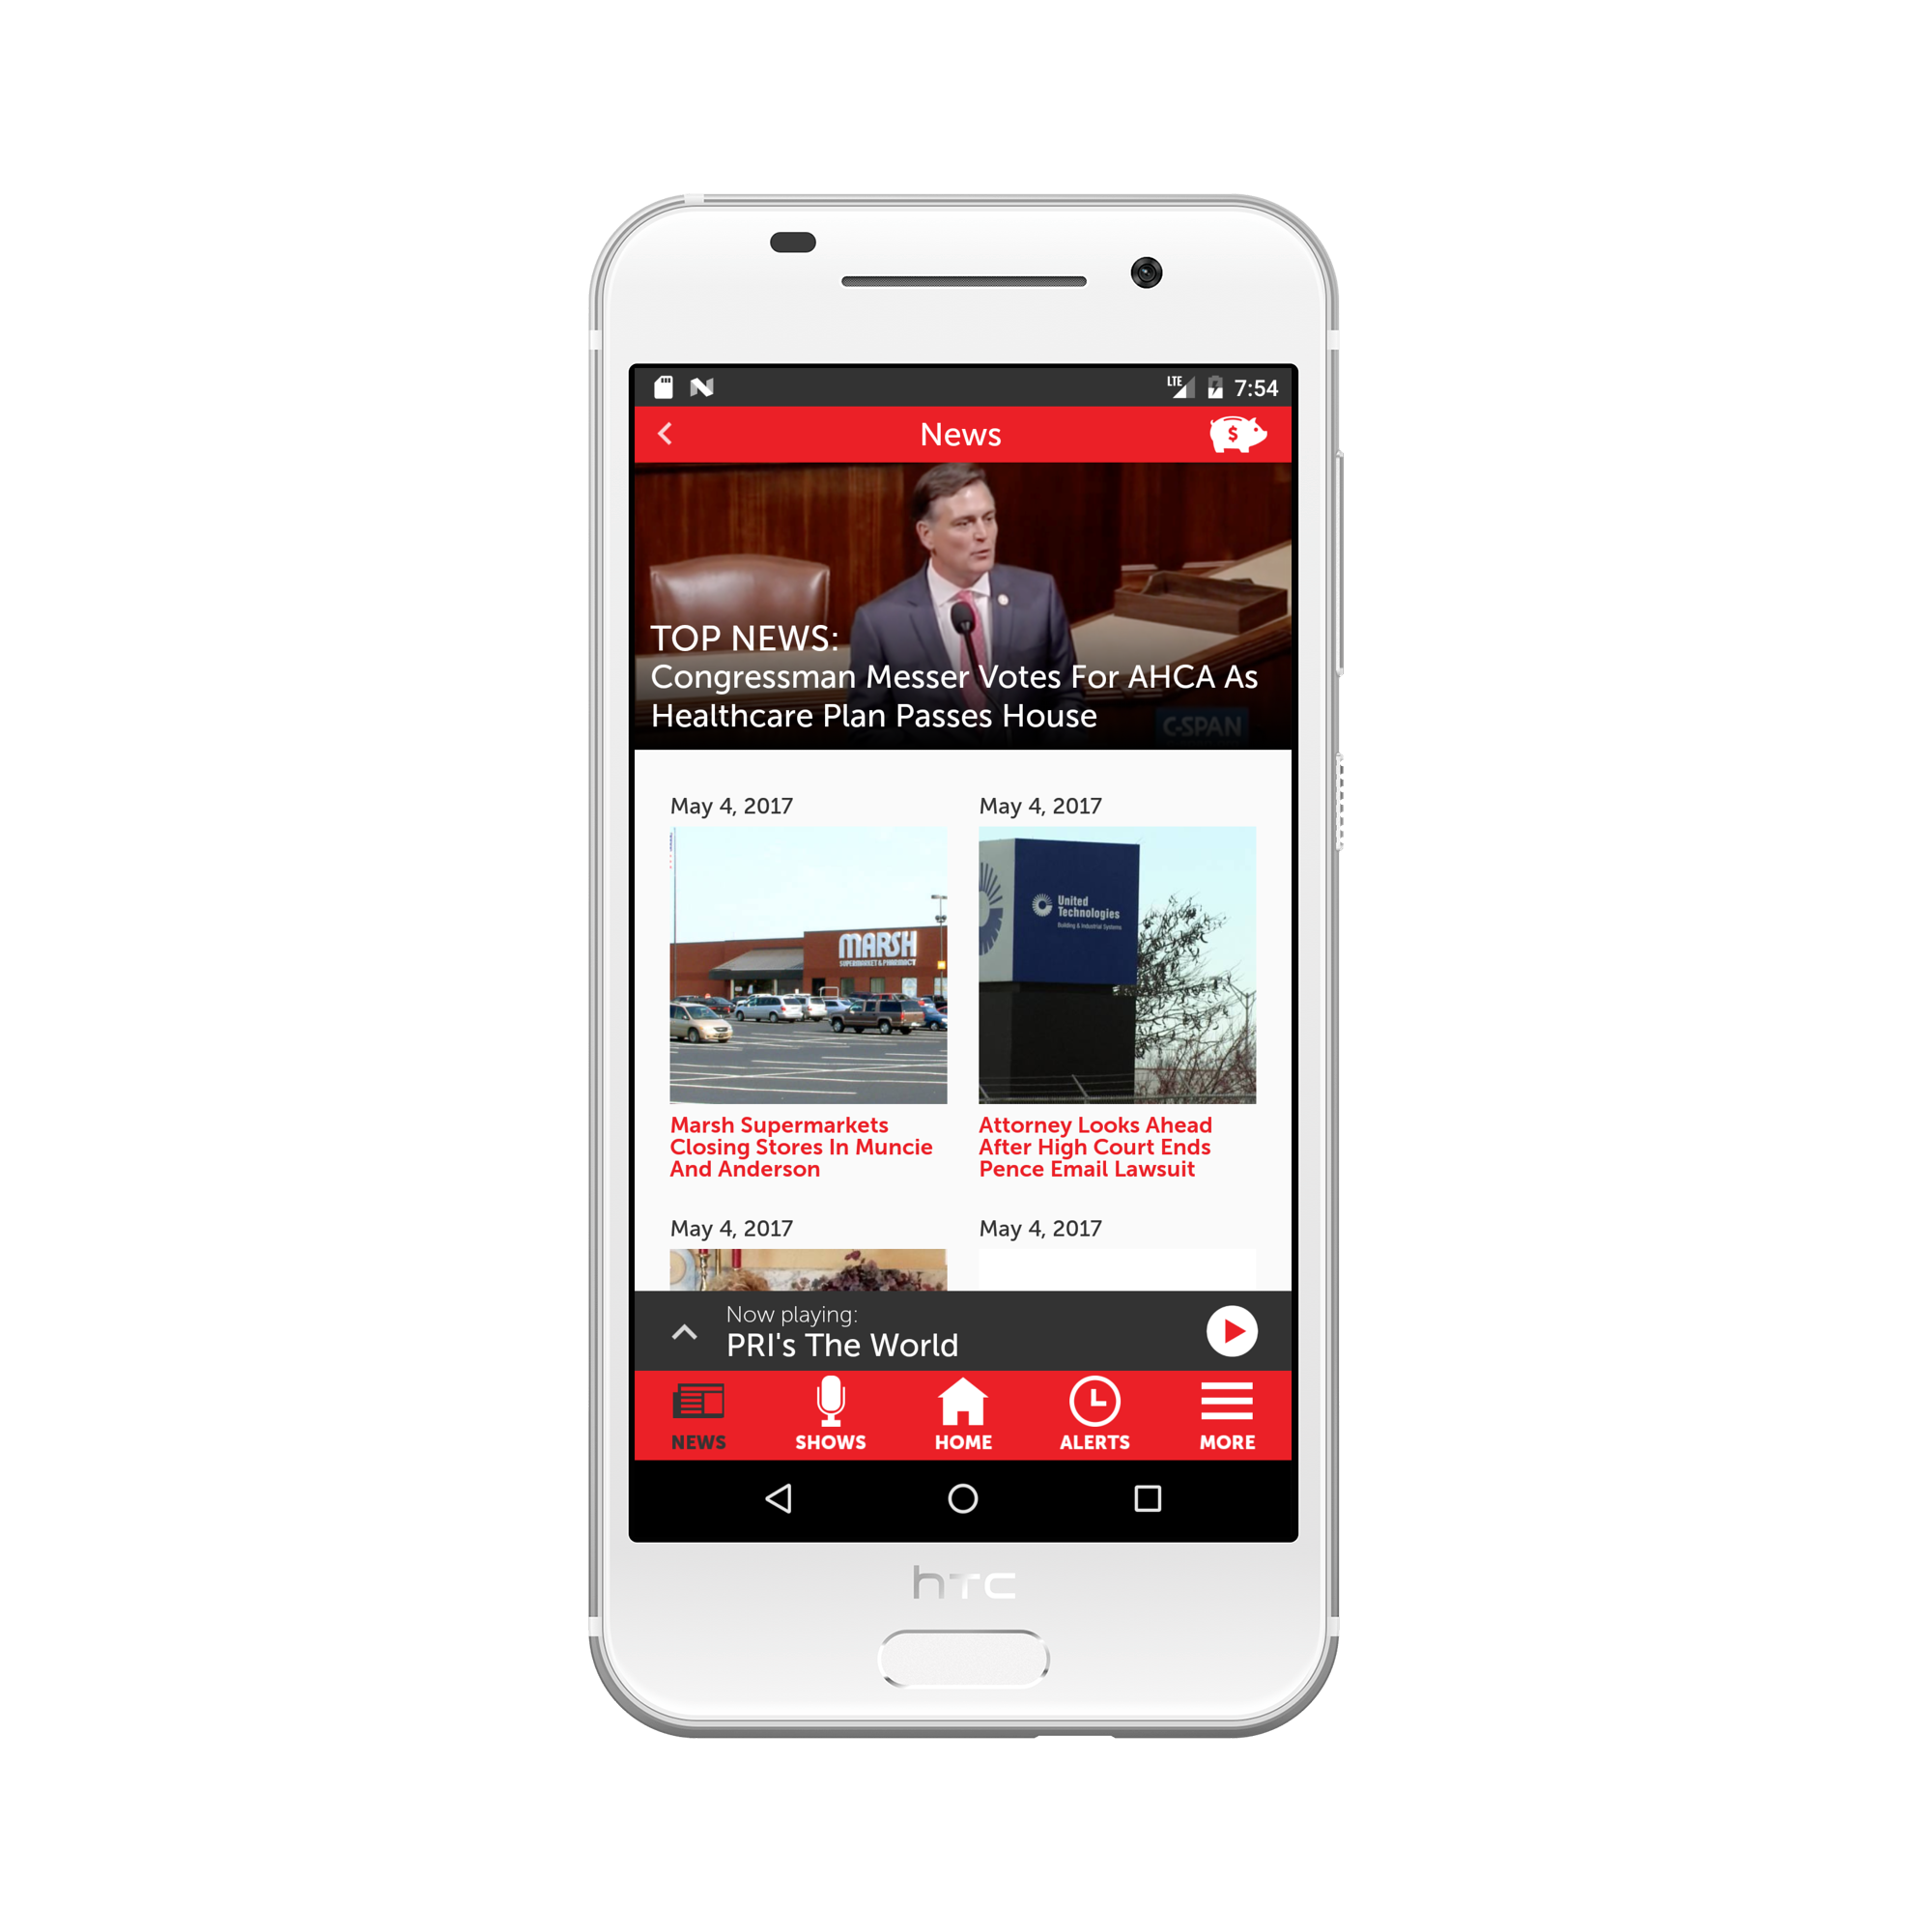 LTE 7:54
News
$
TOP NEWS:
Congressman Messer Votes For AHCA As
Healthcare Plan Passes House
C-SPAN
May 4, 2017
May 4, 2017
MARSH
SUPERMARKET & PHARMACY
United
Technologies
Building & Industrial Systems
Marsh Supermarkets
Closing Stores In Muncie
And Anderson
Attorney Looks Ahead
After High Court Ends
Pence Email Lawsuit
May 4, 2017
May 4, 2017
Now playing:
PRI's The World
NEWS
SHOWS
HOME
ALERTS
MORE
htc